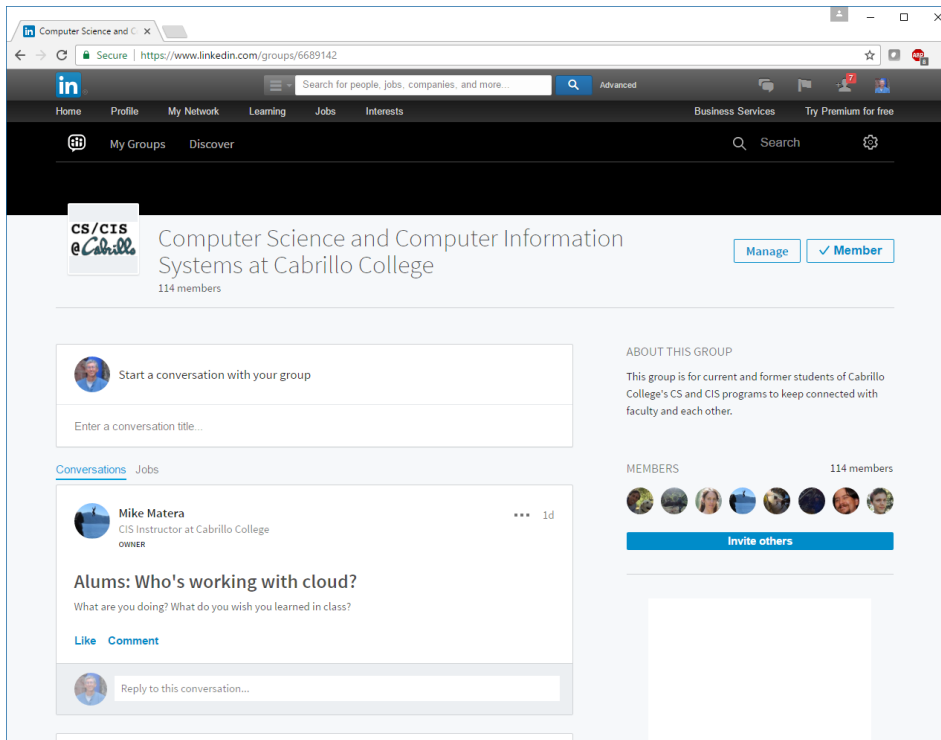 Computer Science and C
Secure | https://www.linkedin.com/groups/6689142
ABP
in
Search for people, jobs, companies, and more...
Advanced
7
Home Profile My Network Learning Jobs Interests Business Services Try Premium for free
My Groups Discover Search
CS/CIS
@Cabrillo
Computer Science and Computer Information
Systems at Cabrillo College
114 members
Manage
✓ Member
Start a conversation with your group
Enter a conversation title...
Conversations Jobs
Mike Matera
CIS Instructor at Cabrillo College
OWNER
••• 1d
Alums: Who's working with cloud?
What are you doing? What do you wish you learned in class?
Like Comment
Reply to this conversation...
ABOUT THIS GROUP
This group is for current and former students of Cabrillo
College's CS and CIS programs to keep connected with
faculty and each other.
MEMBERS 114 members
Invite others